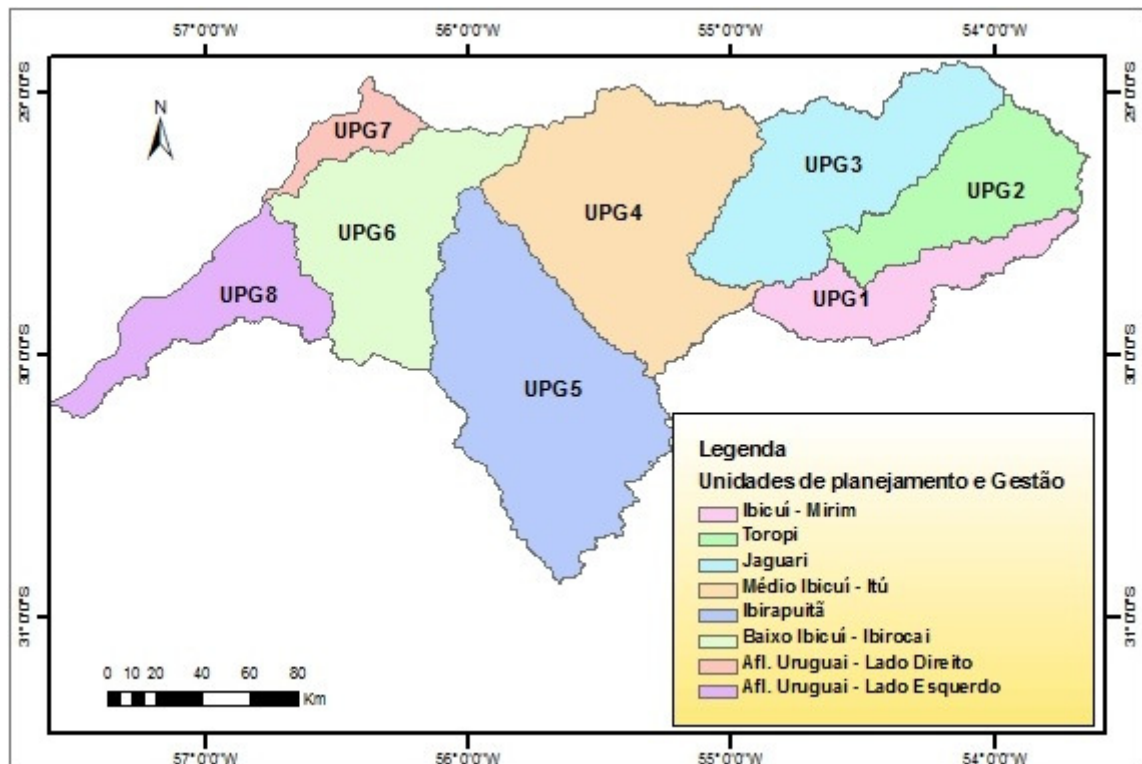 57°0'0"W 56°0'0"W 55°0'0"W 54°0'0"W
29°0'0"S 29°0'0"S
N
UPG7
UPG3
UPG2
UPG4
UPG6
UPG8
UPG1
30°0'0"S 30°0'0"S
UPG5
Legenda
Unidades de planejamento e Gestão
Ibicuí - Mirim
Toropi
Jaguari
Médio Ibicuí - Itú
Ibirapuitã
Baixo Ibicuí - Ibirocai
Afl. Uruguai - Lado Direito
Afl. Uruguai - Lado Esquerdo
31°0'0"S 31°0'0"S
0 10 20 40 60 80
Km
57°0'0"W 56°0'0"W 55°0'0"W 54°0'0"W